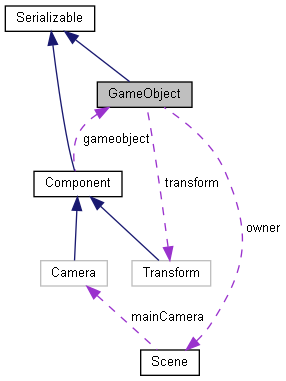 Serializable
GameObject
gameobject
Component
transform
owner
Camera
Transform
mainCamera
Scene